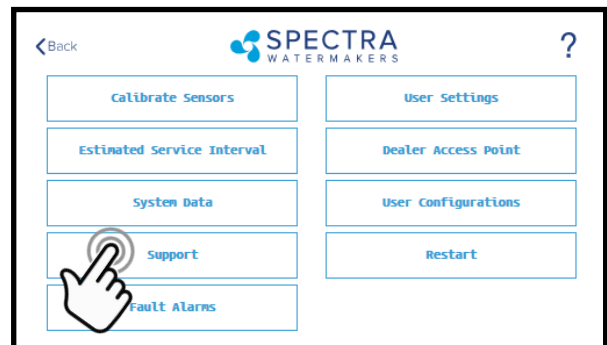 Back
SPECTRA
WATERMAKERS
?
Calibrate Sensors
User Settings
Estimated Service Interval
Dealer Access Point
System Data
User Configurations
Support
Restart
Fault Alarms